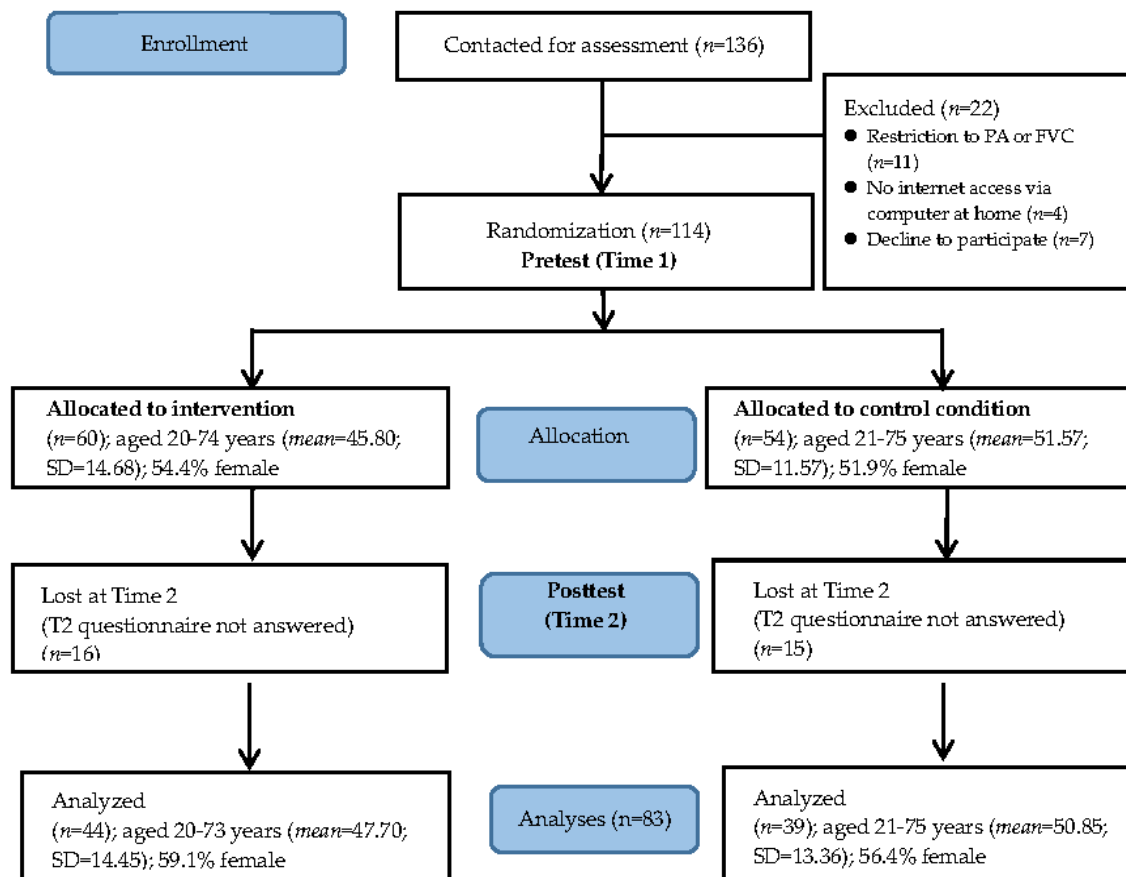 Enrollment
Contacted for assessment (n=136)
Excluded (n=22)
● Restriction to PA or FVC
(n=11)
● No internet access via
computer at home (n=4)
● Decline to participate (n=7)
Randomization (n=114)
Pretest (Time 1)
Allocated to intervention
(n=60); aged 20-74 years (mean=45.80;
SD=14.68); 54.4% female
Allocation
Allocated to control condition
(n=54); aged 21-75 years (mean=51.57;
SD=11.57); 51.9% female
Lost at Time 2
(T2 questionnaire not answered)
(n=16)
Posttest
(Time 2)
Lost at Time 2
(T2 questionnaire not answered)
(n=15)
Analyzed
(n=44); aged 20-73 years (mean=47.70;
SD=14.45); 59.1% female
Analyses (n=83)
Analyzed
(n=39); aged 21-75 years (mean=50.85;
SD=13.36); 56.4% female